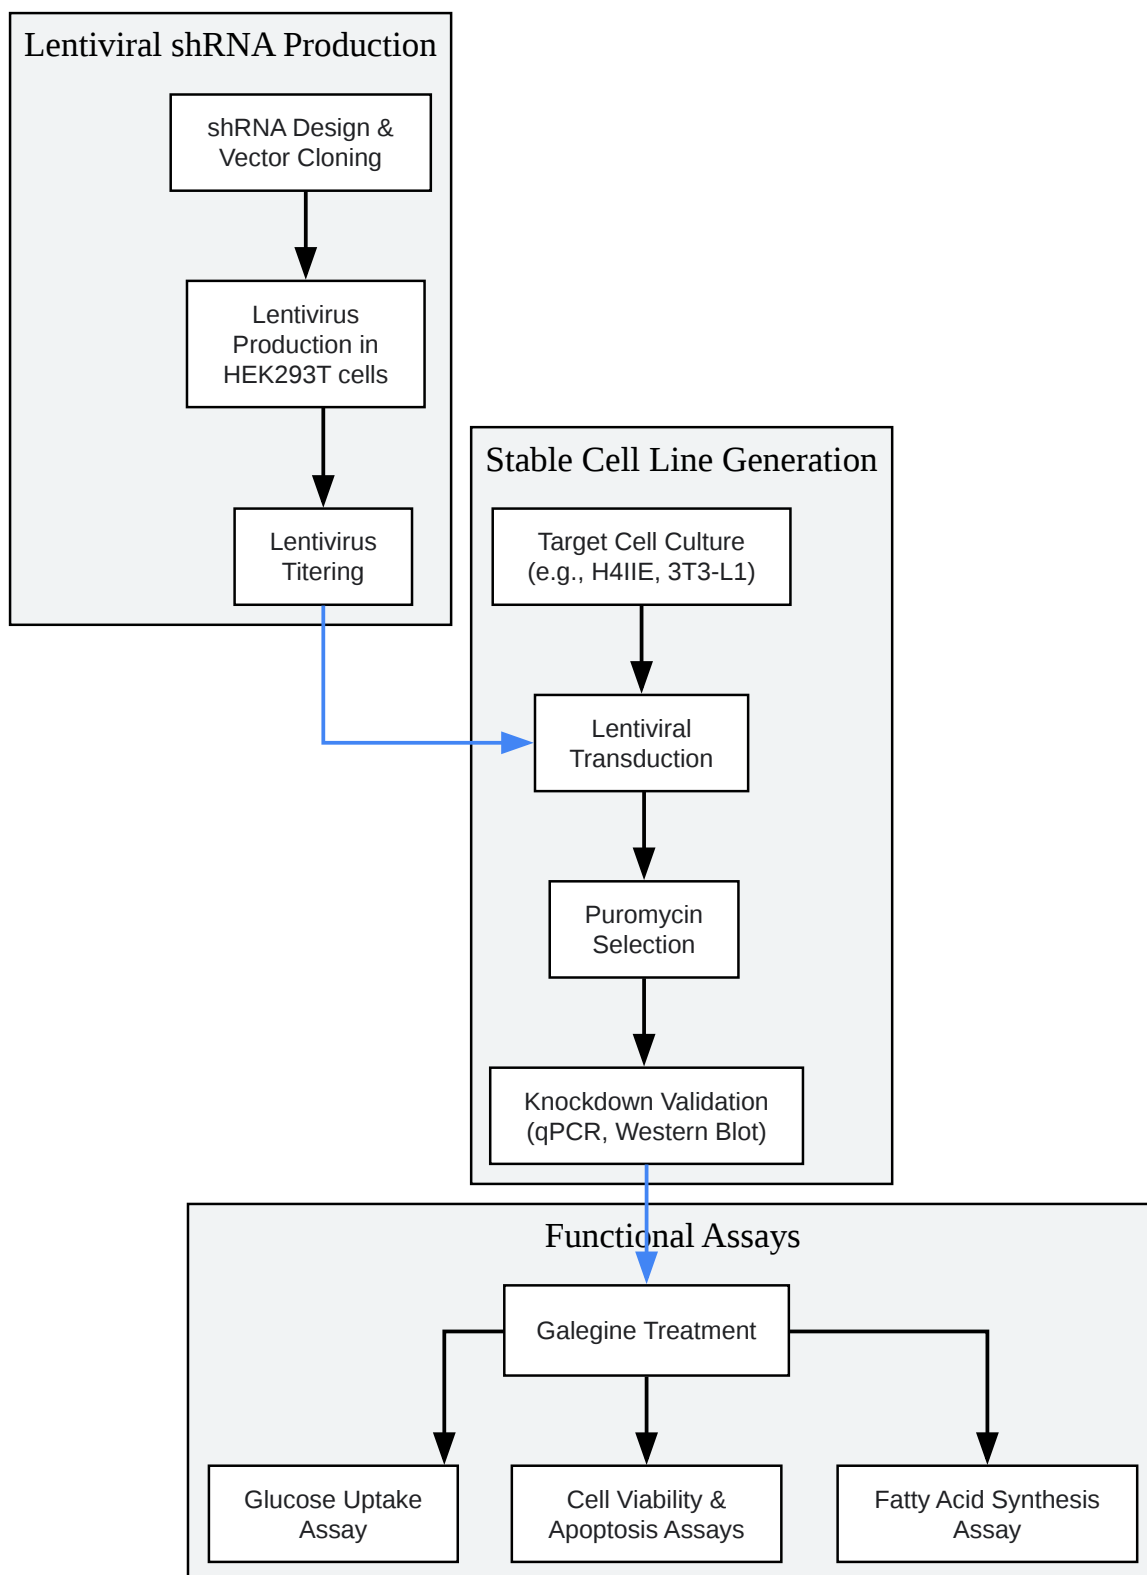 Lentiviral shRNA Production
shRNA Design &
Vector Cloning
Lentivirus
Production in
HEK293T cells
Lentivirus
Titering
Stable Cell Line Generation
Target Cell Culture
(e.g., H4IIE, 3T3-L1)
Lentiviral
Transduction
Puromycin
Selection
Knockdown Validation
(qPCR, Western Blot)
Functional Assays
Galegine Treatment
Glucose Uptake
Assay
Cell Viability &
Apoptosis Assays
Fatty Acid Synthesis
Assay